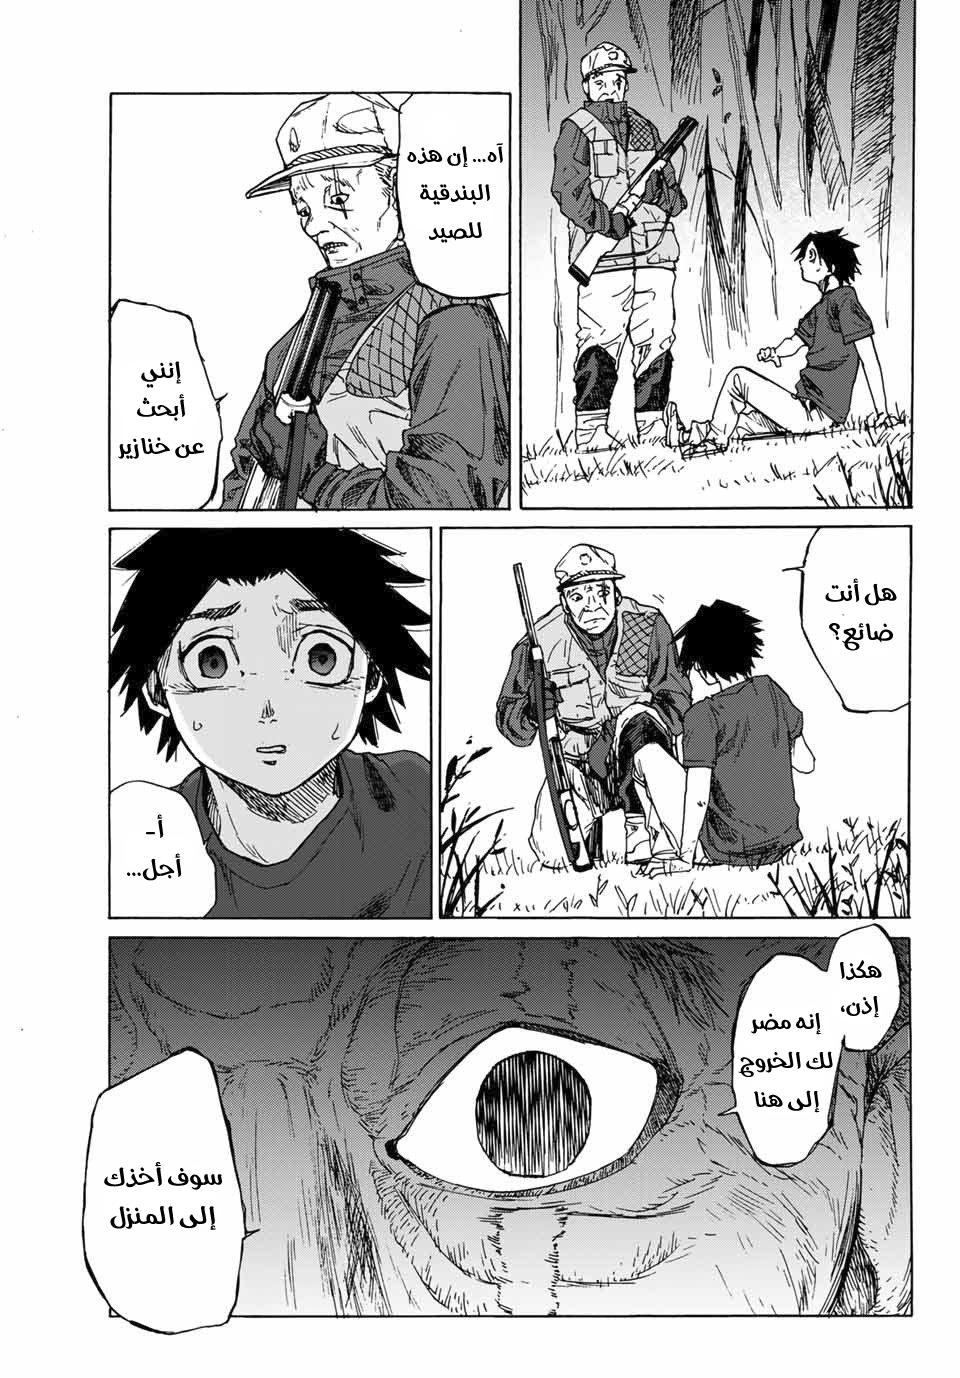 آه... إن هذه
البندقية
للصيد
إنني
أبحث
عن خنازير
هل أنت
ضائع؟
أ-
أجل...
هكذا
إذن،
إنه مضر
لك الخروج
إلى هنا
سوف أخذك
إلى المنزل